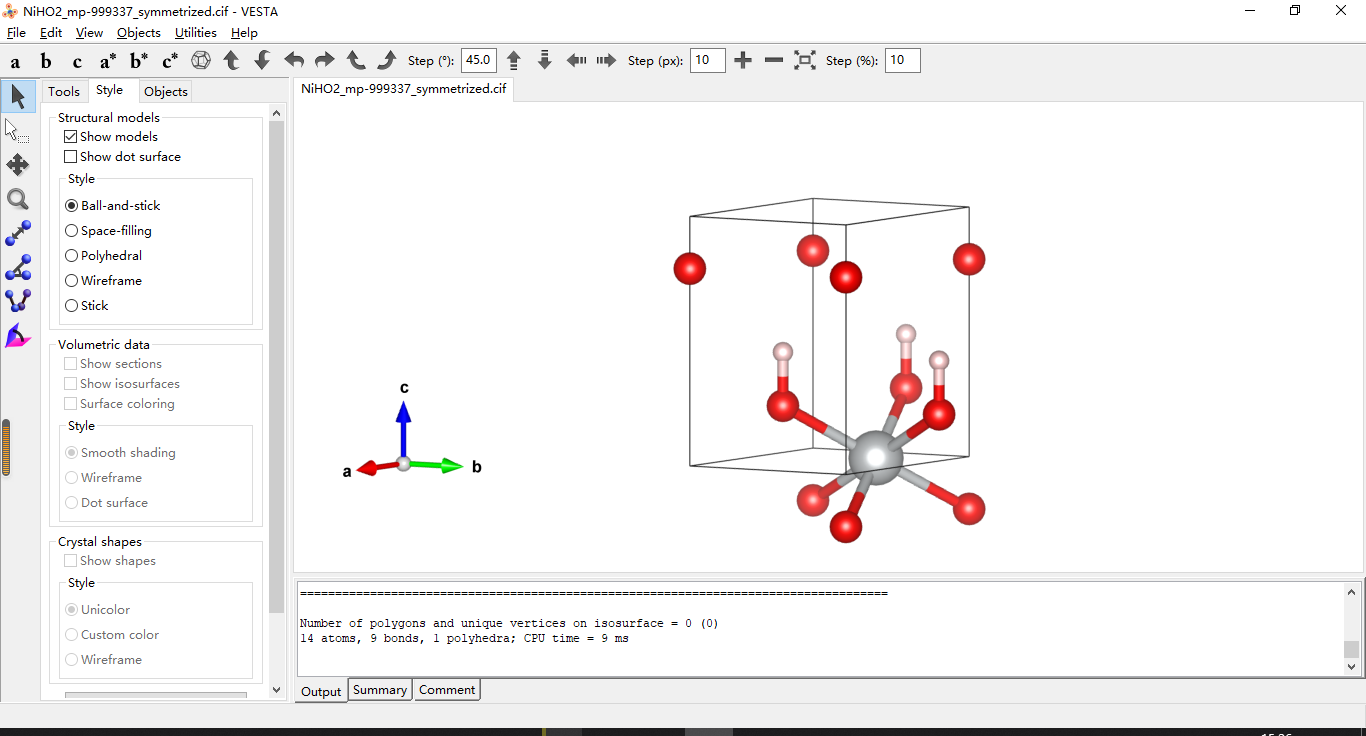 NiHO2_mp-999337_symmetrized.cif - VESTA
File Edit View Objects Utilities Help
a b c a* b* c* Step (°): 45.0 Step (px): 10 Step (%): 10
Tools Style Objects
NiHO2_mp-999337_symmetrized.cif
Structural models
Show models
Show dot surface
Style
Ball-and-stick
Space-filling
Polyhedral
Wireframe
Stick
Volumetric data
Show sections
Show isosurfaces
Surface coloring
Style
Smooth shading
Wireframe
Dot surface
Crystal shapes
Show shapes
Style
Unicolor
Custom color
Wireframe
c
a
b
====================================================================================
Number of polygons and unique vertices on isosurface = 0 (0)
14 atoms, 9 bonds, 1 polyhedra; CPU time = 9 ms
Output Summary Comment